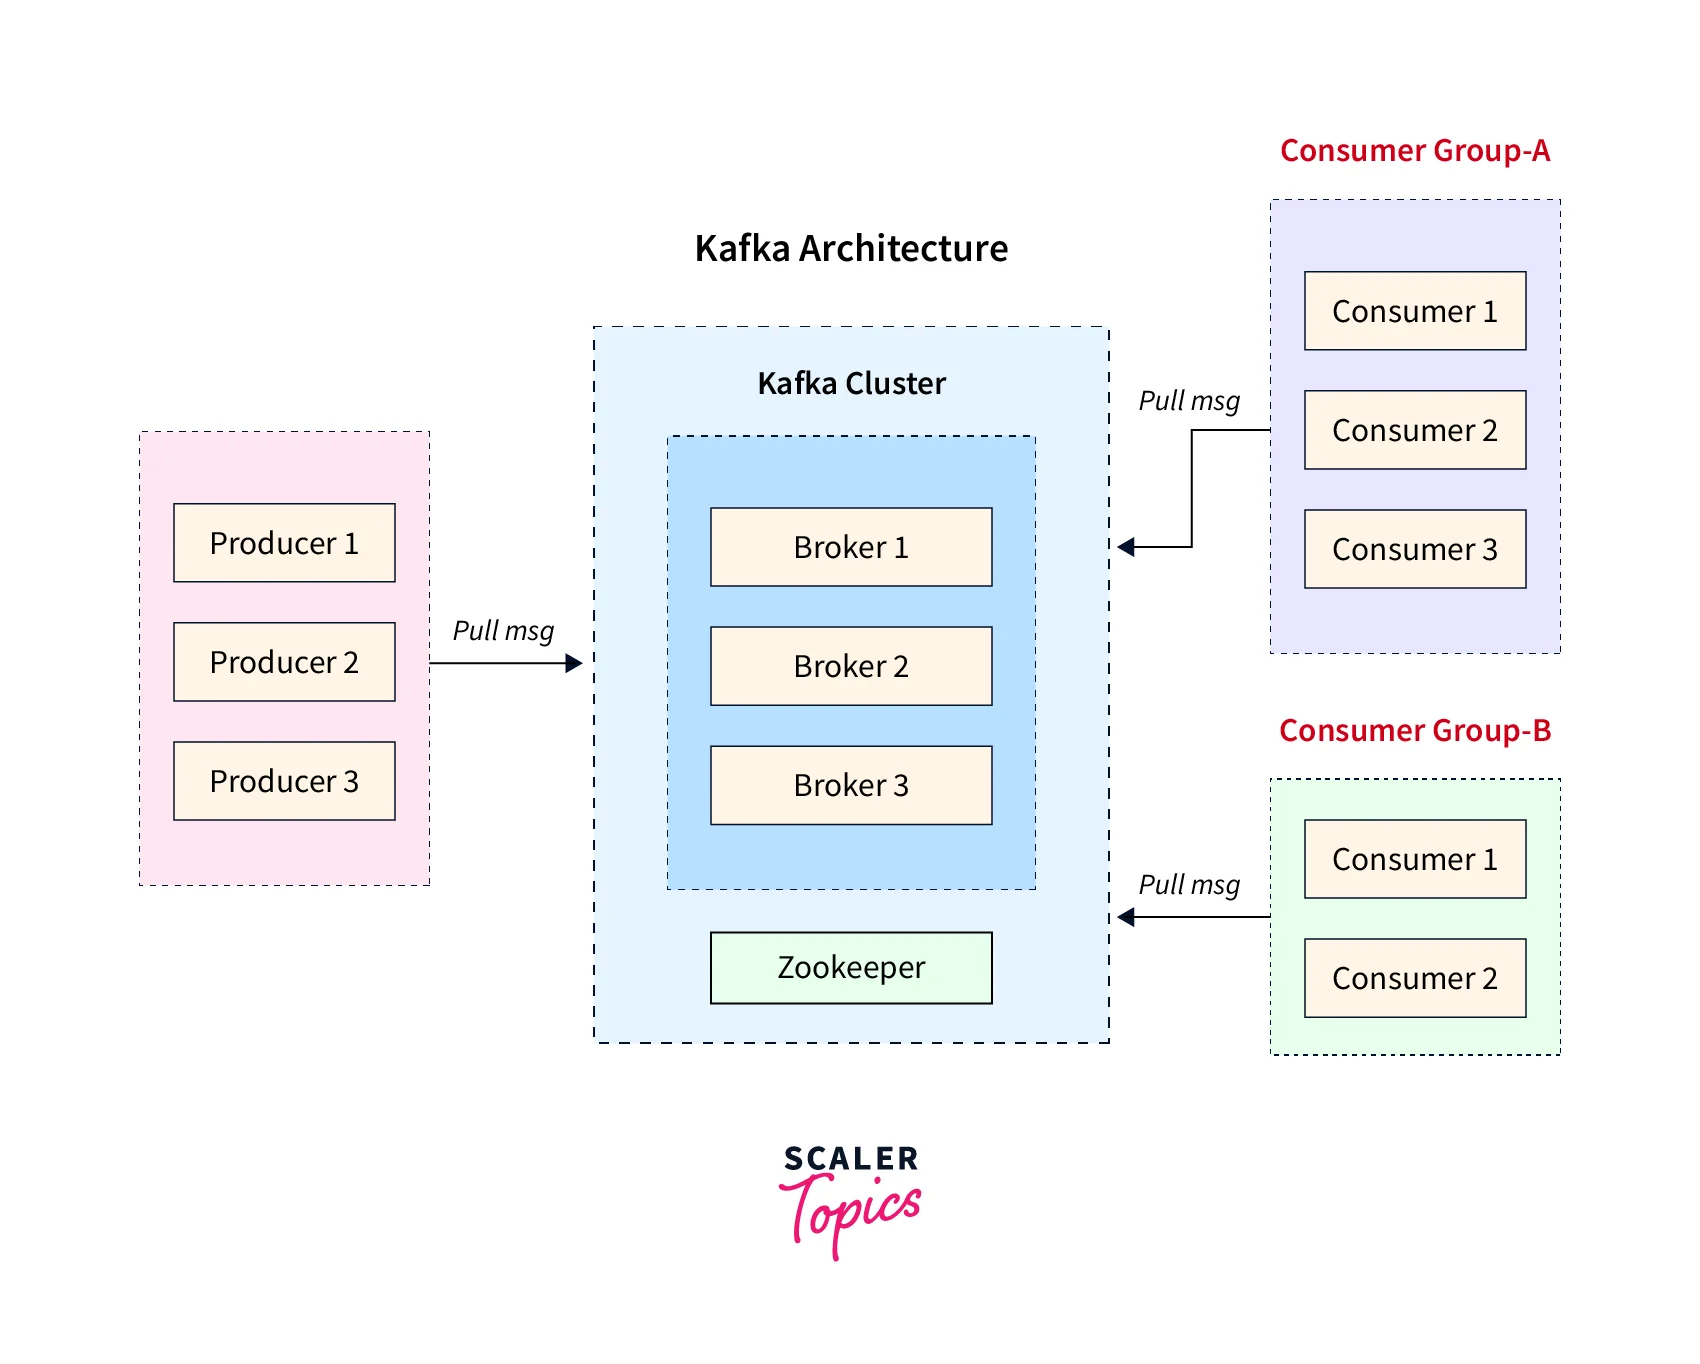 Kafka Architecture
Producer 1
Producer 2
Producer 3
Pull msg
Kafka Cluster
Broker 1
Broker 2
Broker 3
Zookeeper
Pull msg
Pull msg
Consumer Group-A
Consumer 1
Consumer 2
Consumer 3
Consumer Group-B
Consumer 1
Consumer 2
SCALER
Topics